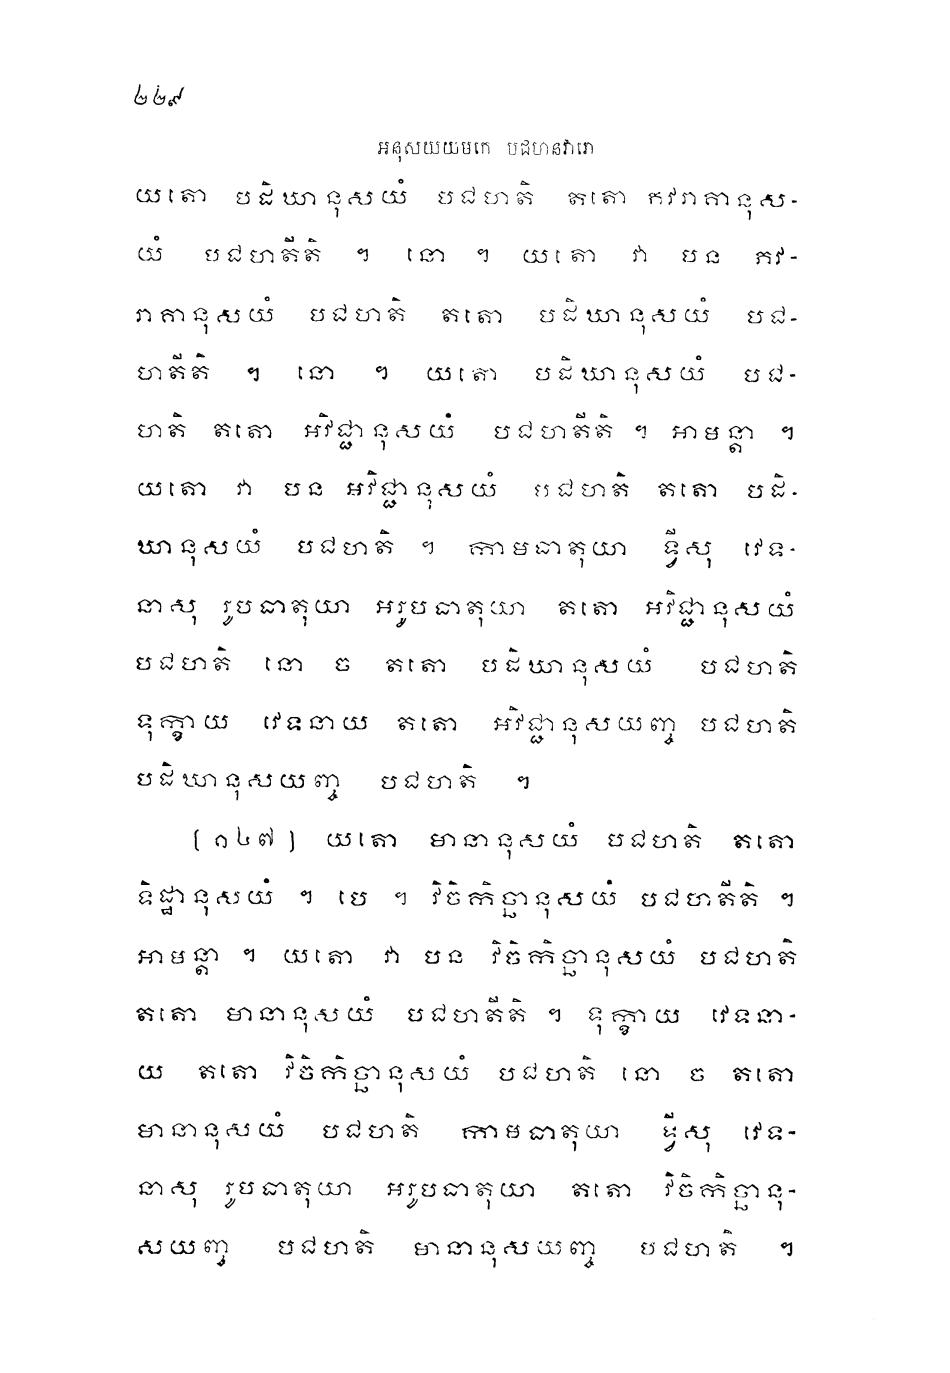 ២២៩
អនុសយយមកេ បជហនវារោ
យតោ បដិឃានុសយំ បជហតិ តតោ ភវរាគានុស-
យំ បជហតីតិ ។ នោ ។ យតោ វា បន ភវ-
រាគានុសយំ បជហតិ តតោ បដិឃានុសយំ បជ-
ហតីតិ ។ នោ ។ យតោ បដិឃានុសយំ បជ-
ហតិ តតោ អវិជ្ជានុសយំ បជហតីតិ ។ អាមន្តា ។
យតោ វា បន អវិជ្ជានុសយំ បជហតិ តតោ បដិ-
ឃានុសយំ បជហតិ ។ កាមធាតុយា ទ្វីសុ វេទ-
នាសុ រូបធាតុយា អរូបធាតុយា តតោ អវិជ្ជានុសយំ
បជហតិ នោ ច តតោ បដិឃានុសយំ បជហតិ
ទុក្ខាយ វេទនាយ តតោ អវិជ្ជានុសយញ្ច បជហតិ
បដិឃានុសយញ្ច បជហតិ ។
[១៤៧] យតោ មានានុសយំ បជហតិ តតោ
ទិដ្ឋានុសយំ ។ បេ ។ វិចិកិច្ឆានុសយំ បជហតីតិ ។
អាមន្តា ។ យតោ វា បន វិចិកិច្ឆានុសយំ បជហតិ
តតោ មានានុសយំ បជហតីតិ ។ ទុក្ខាយ វេទនា-
យ តតោ វិចិកិច្ឆានុសយំ បជហតិ នោ ច តតោ
មានានុសយំ បជហតិ កាមធាតុយា ទ្វីសុ វេទ-
នាសុ រូបធាតុយា អរូបធាតុយា តតោ វិចិកិច្ឆានុ-
សយញ្ច បជហតិ មានានុសយញ្ច បជហតិ ។